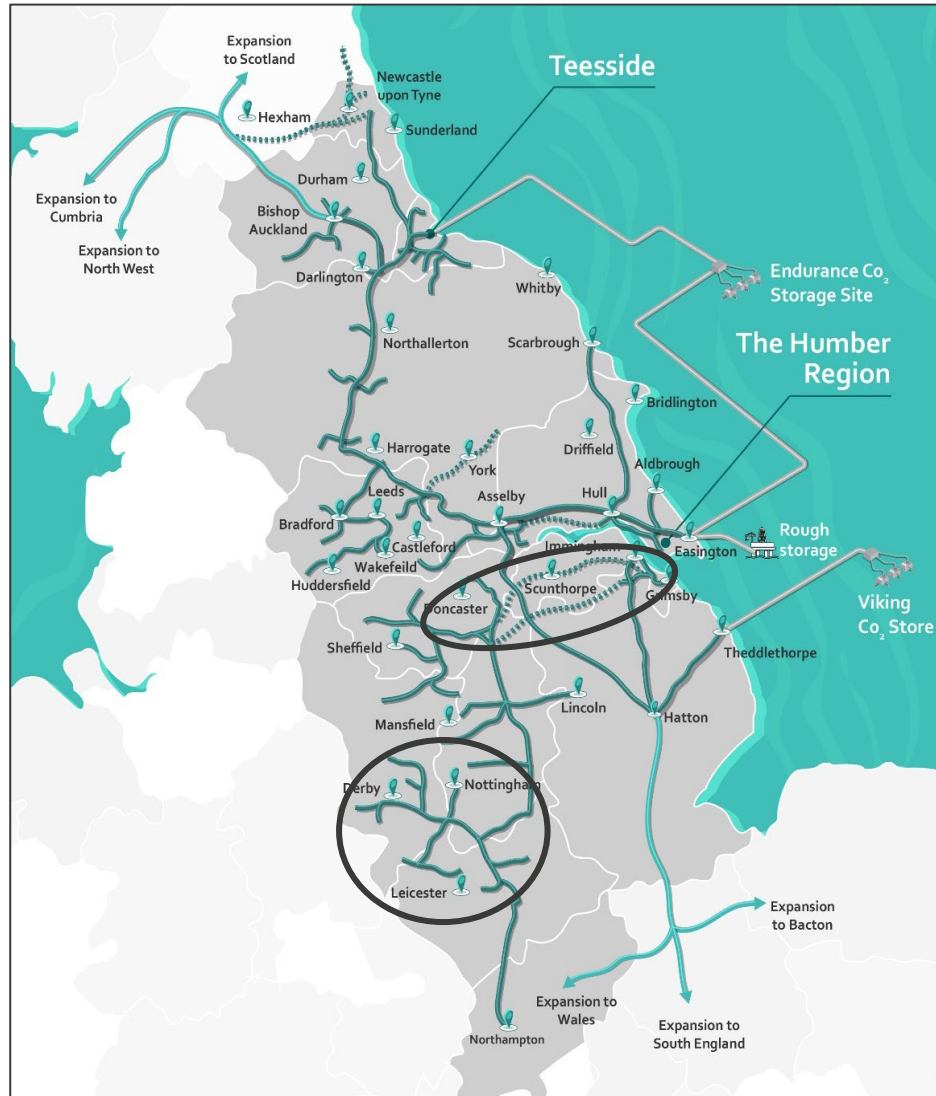 Expansion
to Scotland
Teesside
Newcastle
upon Tyne
Hexham
Sunderland
Durham
Expansion to
Cumbria
Bishop
Auckland
Expansion to
North West
Darlington
Whitby
Endurance Co₂
Storage Site
Northallerton
Scarbrough
The Humber
Region
Bridlington
Driffield
Harrogate
York
Aldbrough
Leeds
Asselby
Hull
Bradford
Castleford
Wakefeild
Huddersfield
Immingham
Easington
Rough
storage
Scunthorpe
Grimsby
Doncaster
Viking
Co₂ Store
Sheffield
Theddlethorpe
Lincoln
Mansfield
Hatton
Derby
Nottingham
Leicester
Expansion
to Bacton
Expansion to
Wales
Expansion to
South England
Northampton